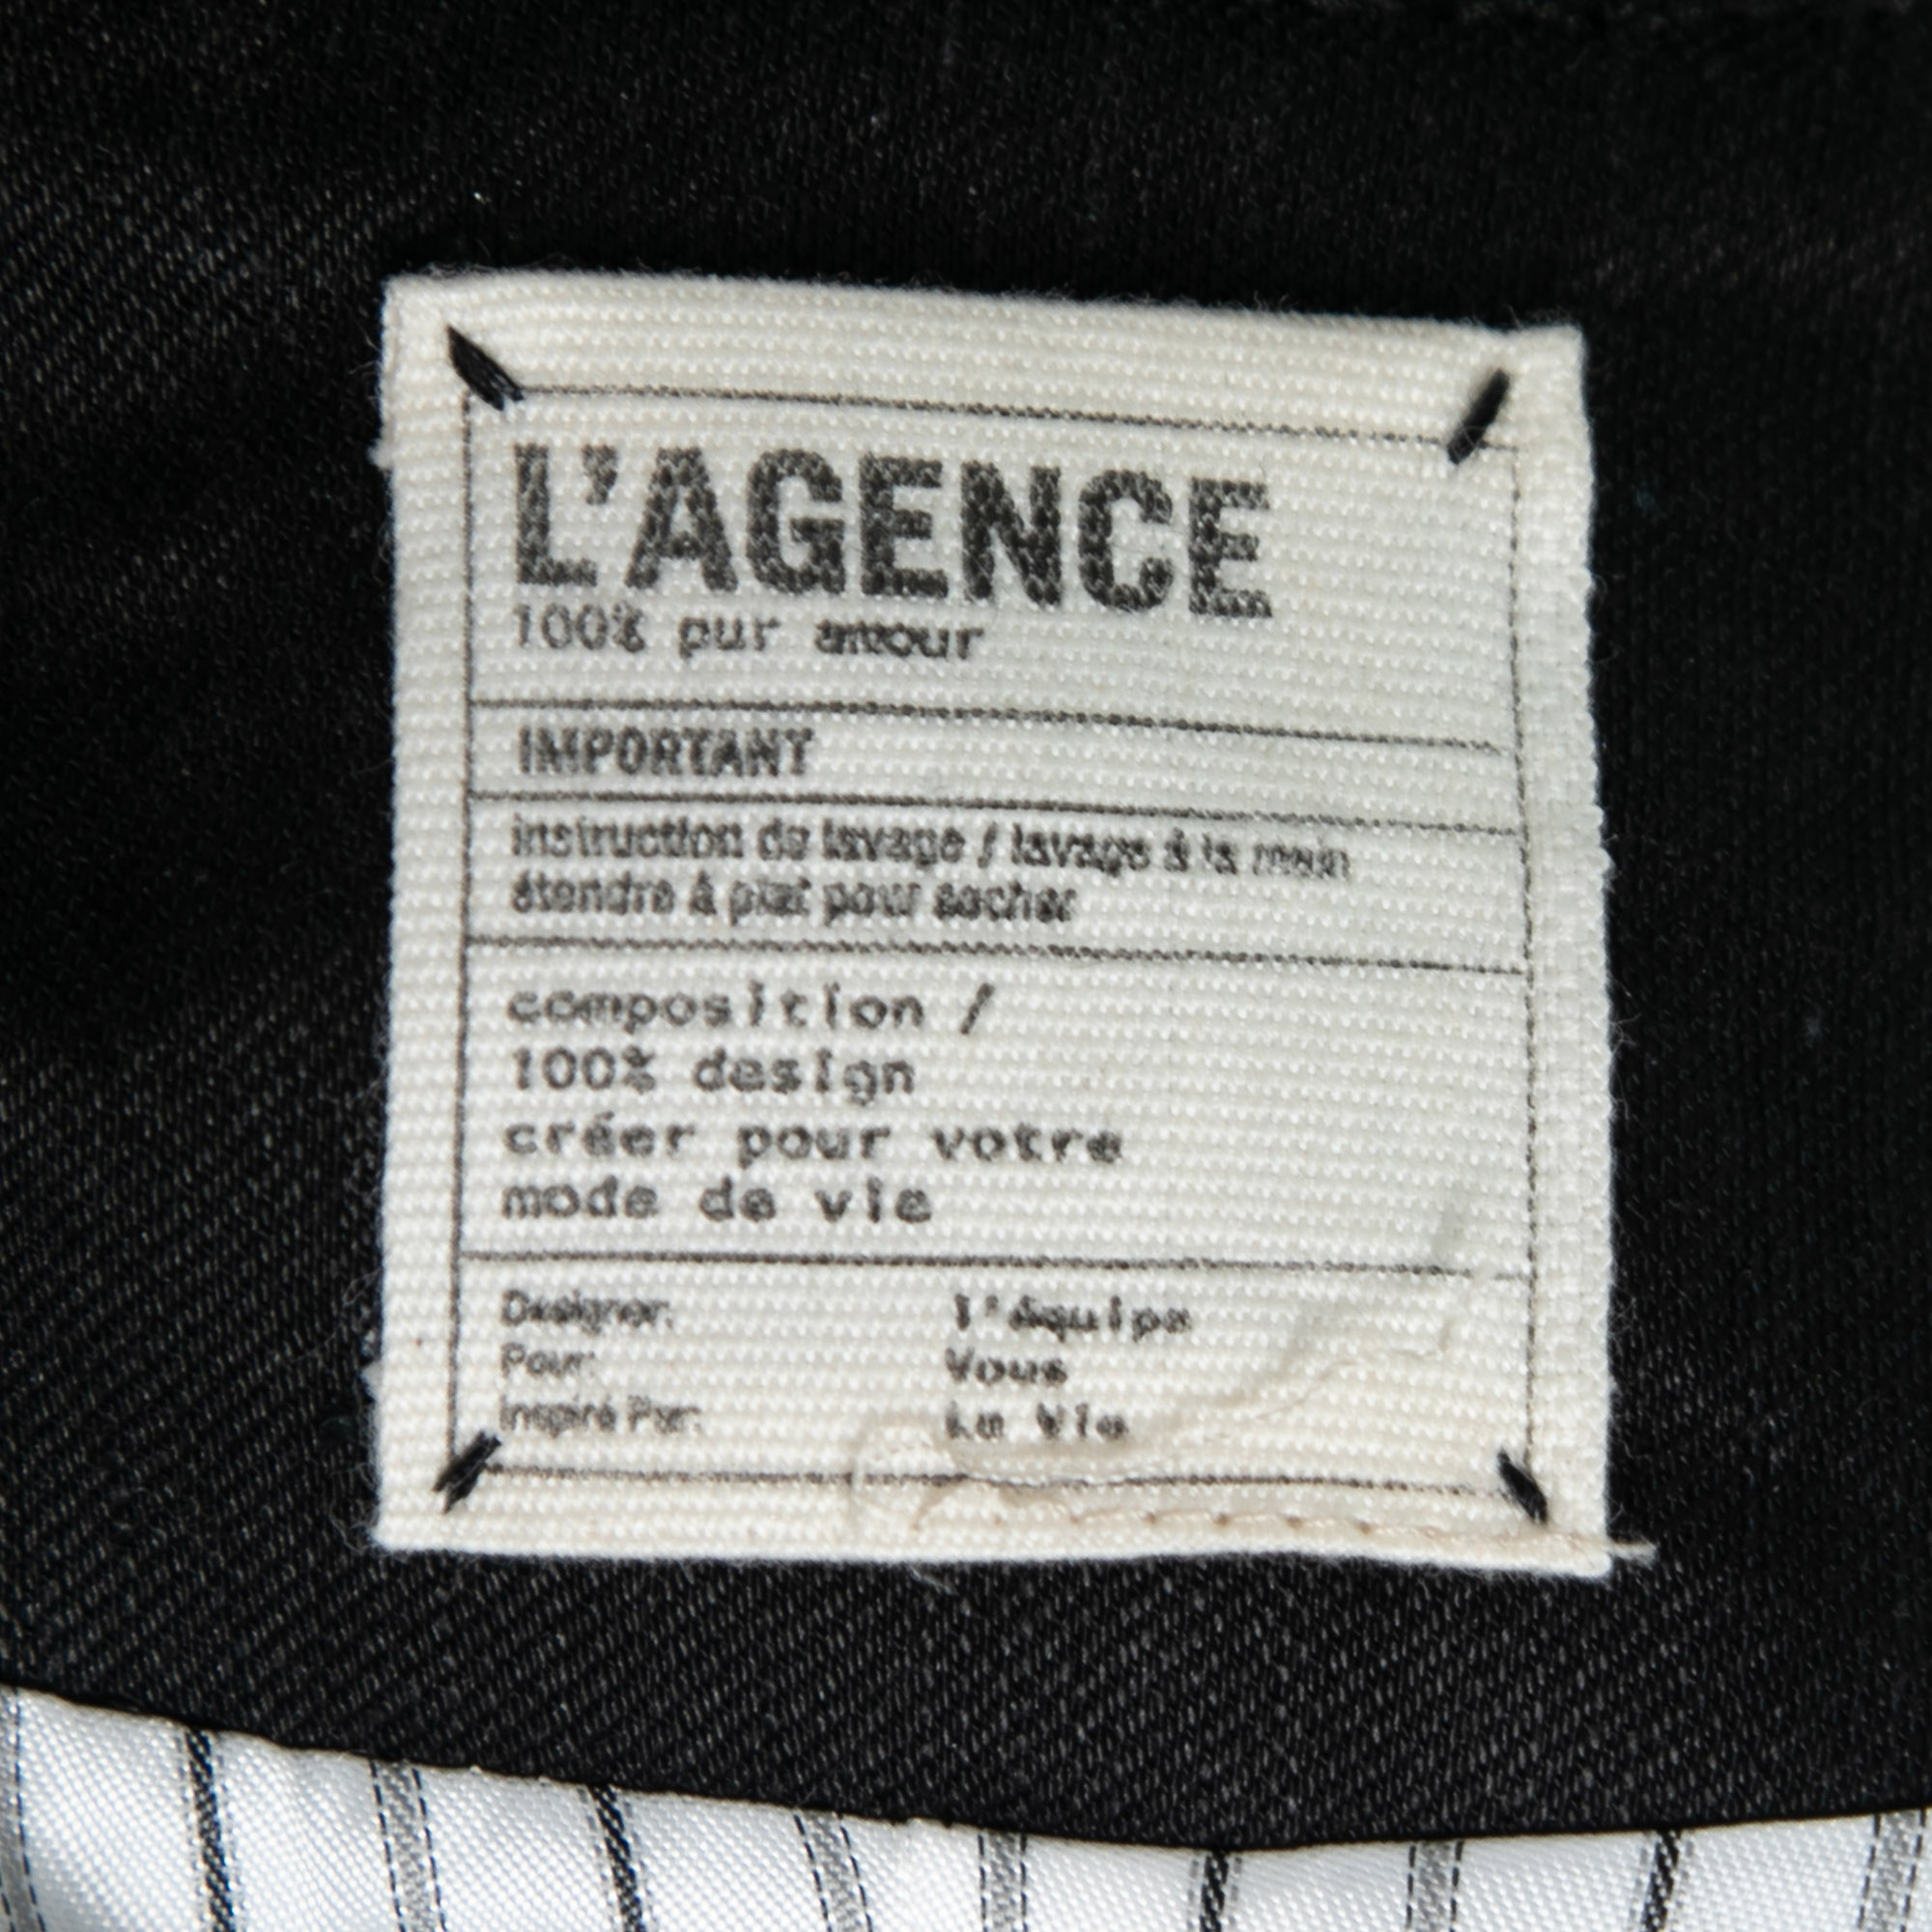 L'AGENCE
100% pur amour
IMPORTANT
instruction de lavage / lavage à la main
étendre à plat pour secher
composition /
100% design
créer pour votre
mode de vie
Designer: l'équipe
Pour: Vous
Inspiré Par: La Vie